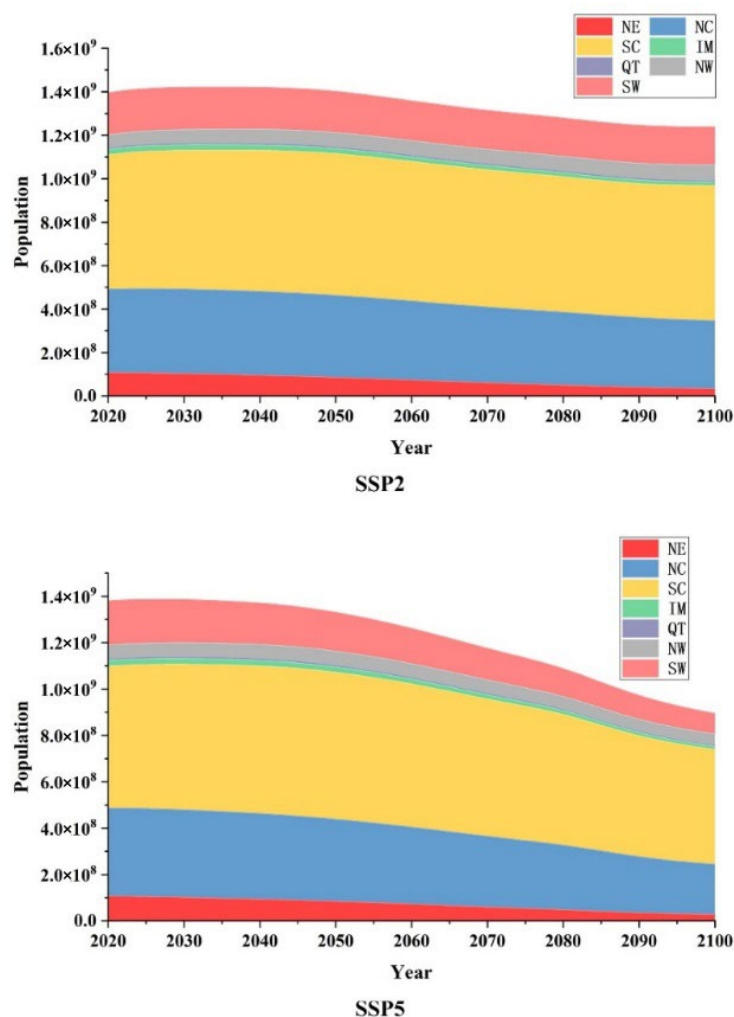 NE NC
SC IM
QT NW
SW
1.6×10⁹
1.4×10⁹
1.2×10⁹
1.0×10⁹
8.0×10⁸
6.0×10⁸
4.0×10⁸
2.0×10⁸
0.0
Population
2020 2030 2040 2050 2060 2070 2080 2090 2100
Year
SSP2
NE
NC
SC
IM
QT
NW
SW
1.4×10⁹
1.2×10⁹
1.0×10⁹
8.0×10⁸
6.0×10⁸
4.0×10⁸
2.0×10⁸
0.0
Population
2020 2030 2040 2050 2060 2070 2080 2090 2100
Year
SSP5